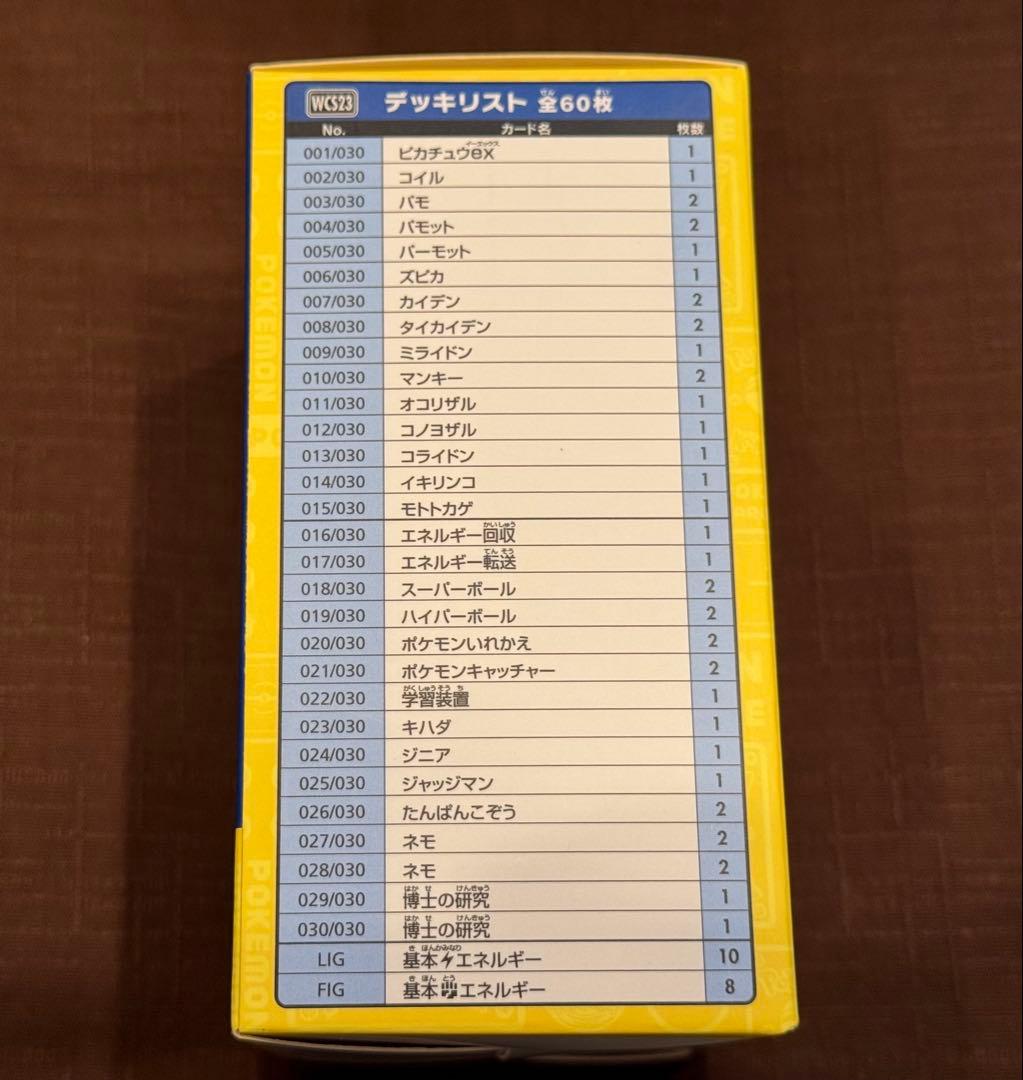 WCS23 デッキリスト 全60枚
No. カード名 枚数
001/030 ピカチュウex 1
002/030 コイル 1
003/030 パモ 2
004/030 パモット 2
005/030 パーモット 1
006/030 ズピカ 1
007/030 カイデン 2
008/030 タイカイデン 2
009/030 ミライドン 1
010/030 マンキー 2
011/030 オコリザル 1
012/030 コノヨザル 1
013/030 コライドン 1
014/030 イキリンコ 1
015/030 モトトカゲ 1
016/030 エネルギー回収 1
017/030 エネルギー転送 1
018/030 スーパーボール 2
019/030 ハイパーボール 2
020/030 ポケモンいれかえ 2
021/030 ポケモンキャッチャー 2
022/030 学習装置 1
023/030 キハダ 1
024/030 ジニア 1
025/030 ジャッジマン 1
026/030 たんぱんこぞう 2
027/030 ネモ 2
028/030 ネモ 2
029/030 博士の研究 1
030/030 博士の研究 1
LIG 基本エネルギー 10
FIG 基本エネルギー 8
POKEMON
POKEMON